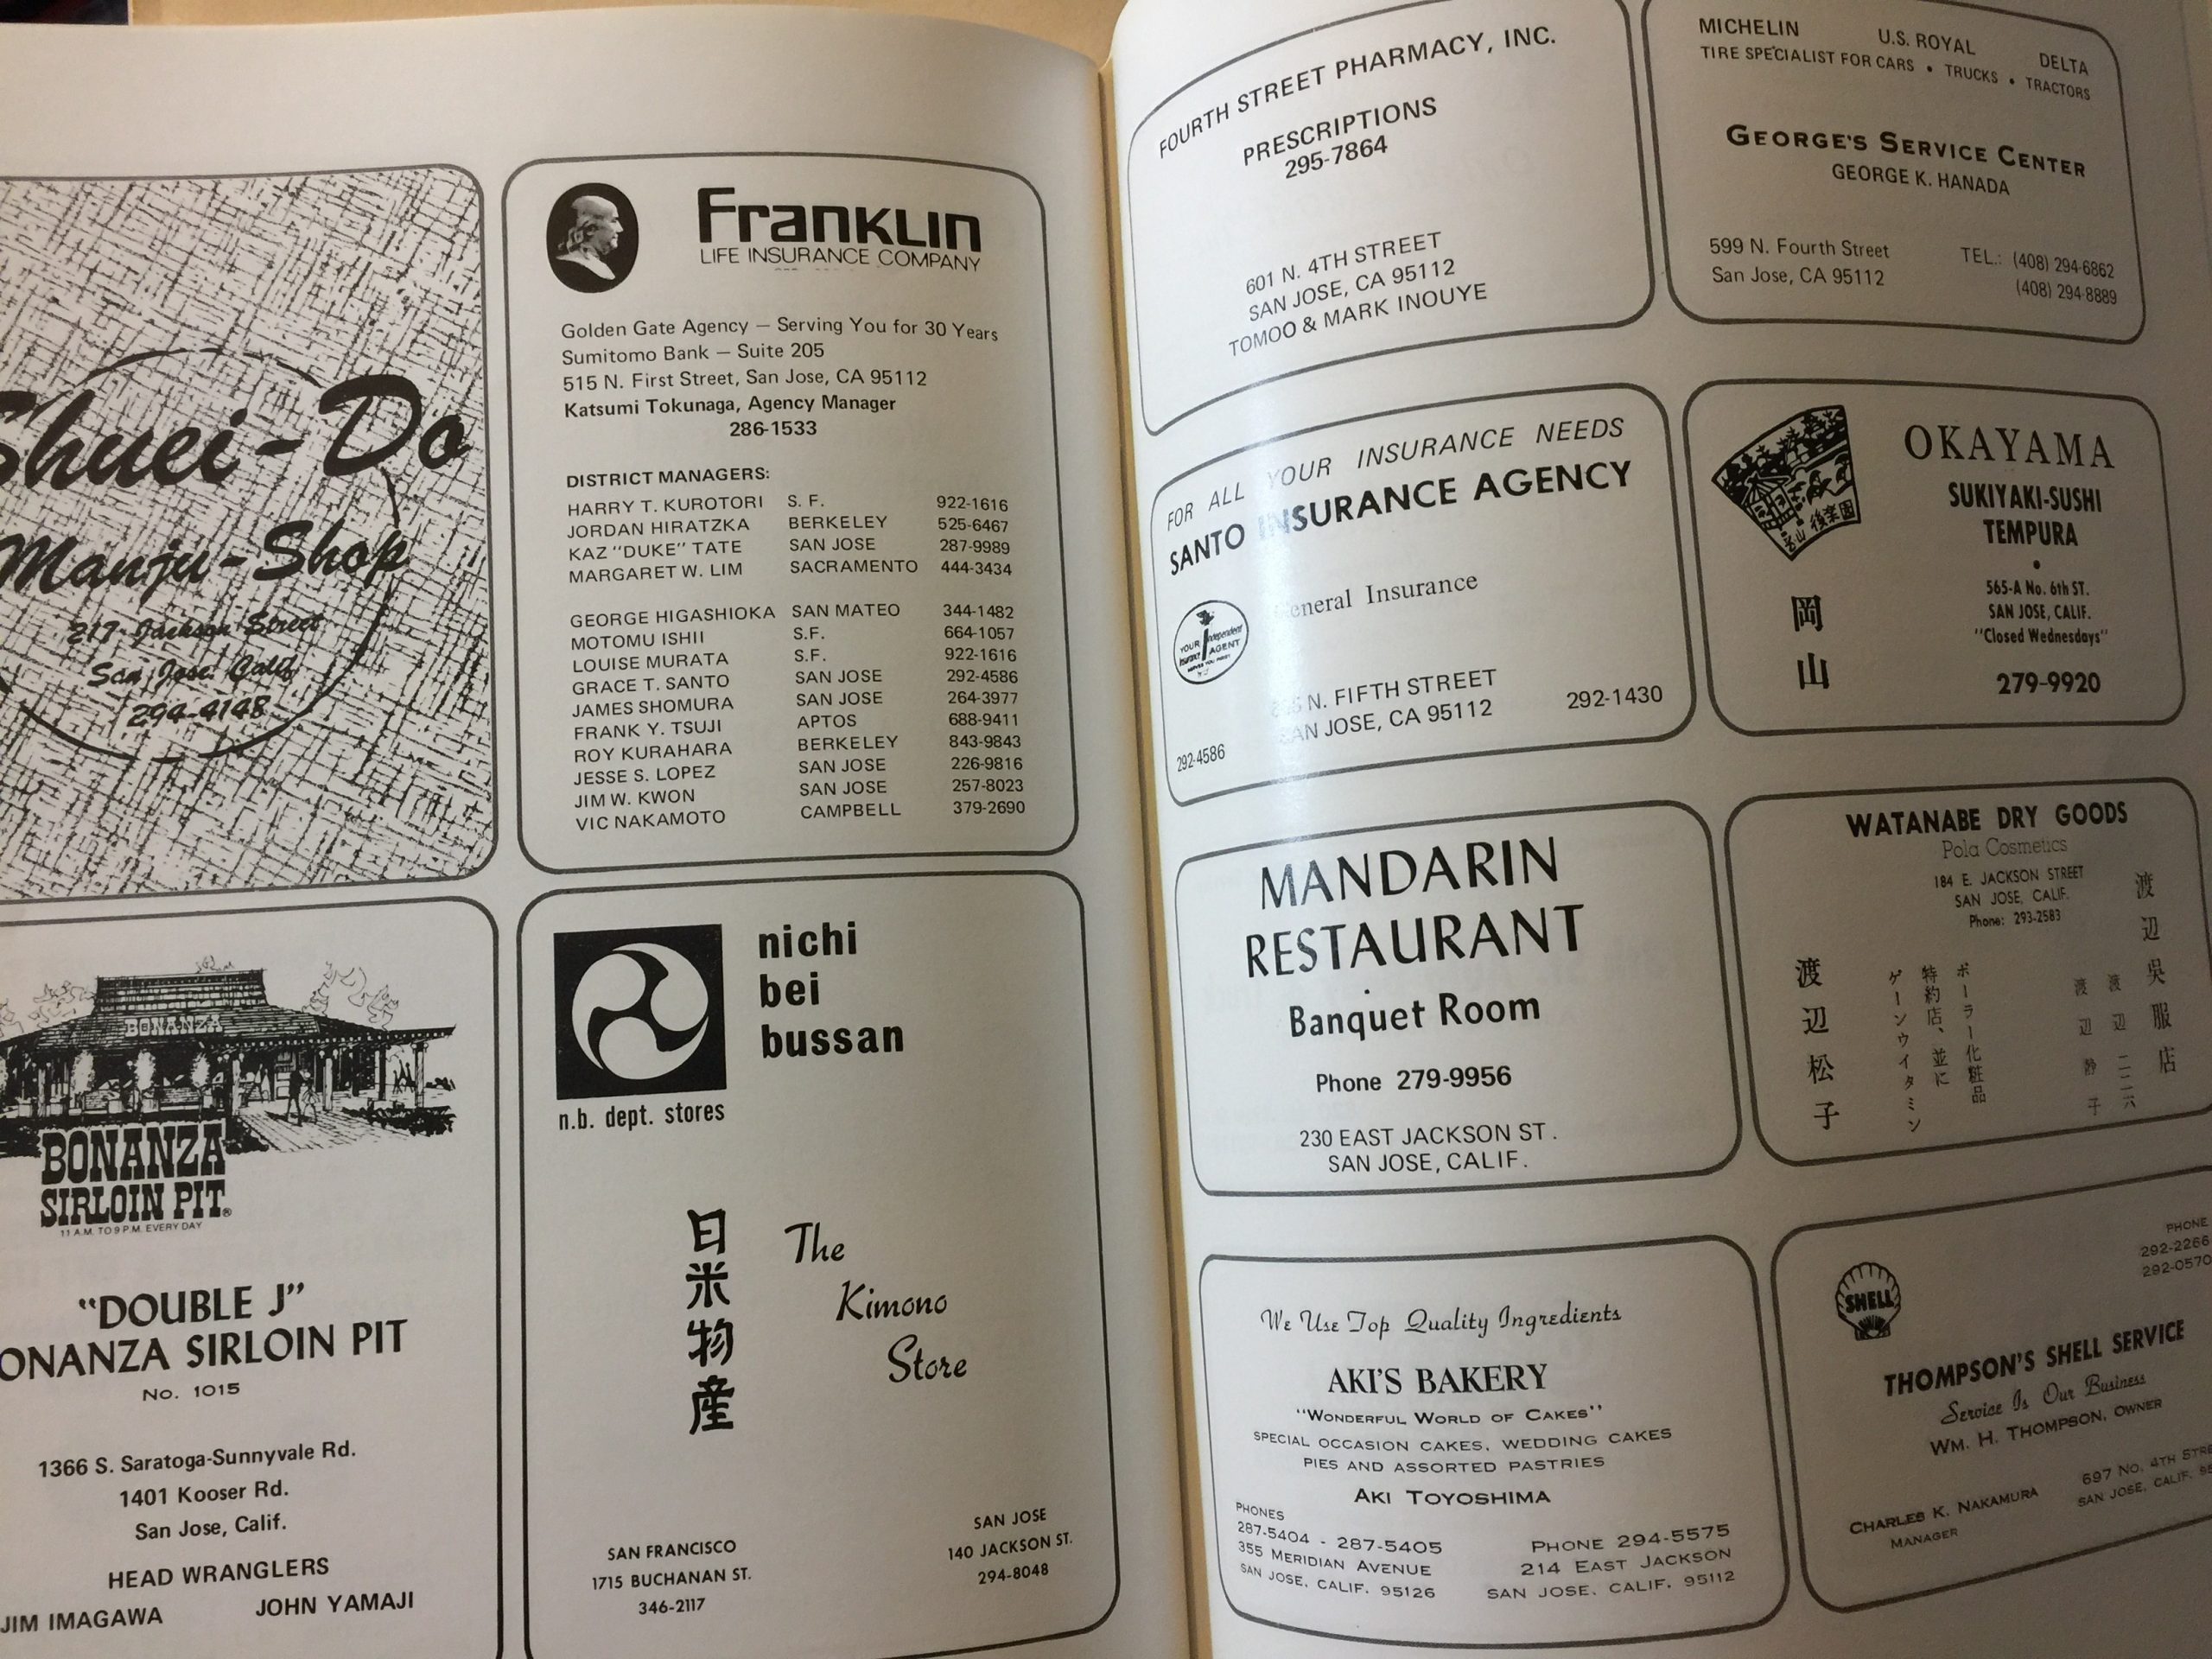 Shuei-Do
Manju-Shop
217 Jackson Street
San Jose, Calif.
294-4148
Franklin
LIFE INSURANCE COMPANY
Golden Gate Agency — Serving You for 30 Years
Sumitomo Bank — Suite 205
515 N. First Street, San Jose, CA 95112
Katsumi Tokunaga, Agency Manager
286-1533
DISTRICT MANAGERS:
HARRY T. KUROTORI S. F. 922-1616
JORDAN HIRATZKA BERKELEY 525-6467
KAZ "DUKE" TATE SAN JOSE 287-9989
MARGARET W. LIM SACRAMENTO 444-3434
GEORGE HIGASHIOKA SAN MATEO 344-1482
MOTOMU ISHII S.F. 664-1057
LOUISE MURATA S.F. 922-1616
GRACE T. SANTO SAN JOSE 292-4586
JAMES SHOMURA SAN JOSE 264-3977
FRANK Y. TSUJI APTOS 688-9411
ROY KURAHARA BERKELEY 843-9843
JESSE S. LOPEZ SAN JOSE 226-9816
JIM W. KWON SAN JOSE 257-8023
VIC NAKAMOTO CAMPBELL 379-2690
BONANZA
BONANZA
SIRLOIN PIT®
11 A.M. TO 9 P.M. EVERY DAY
"DOUBLE J"
ONANZA SIRLOIN PIT
No. 1015
1366 S. Saratoga-Sunnyvale Rd.
1401 Kooser Rd.
San Jose, Calif.
HEAD WRANGLERS
JIM IMAGAWA JOHN YAMAJI
nichi
bei
bussan
n.b. dept. stores
日米物産
The
Kimono
Store
SAN FRANCISCO
1715 BUCHANAN ST.
346-2117
SAN JOSE
140 JACKSON ST.
294-8048
FOURTH STREET PHARMACY, INC.
PRESCRIPTIONS
295-7864
601 N. 4TH STREET
SAN JOSE, CA 95112
TOMOO & MARK INOUYE
MICHELIN U.S. ROYAL DELTA
TIRE SPECIALIST FOR CARS • TRUCKS • TRACTORS
GEORGE'S SERVICE CENTER
GEORGE K. HANADA
599 N. Fourth Street
San Jose, CA 95112
TEL.: (408) 294-6862
(408) 294-8889
FOR ALL YOUR INSURANCE NEEDS
SANTO INSURANCE AGENCY
General Insurance
YOUR Independent
Insurance AGENT
SERVES YOU FIRST
N. FIFTH STREET
SAN JOSE, CA 95112
292-1430
292-4586
OKAYAMA
SUKIYAKI-SUSHI
TEMPURA
•
565-A No. 6th ST.
SAN JOSE, CALIF.
"Closed Wednesdays"
279-9920
後楽園
岡山
MANDARIN
RESTAURANT
Banquet Room
Phone 279-9956
230 EAST JACKSON ST.
SAN JOSE, CALIF.
WATANABE DRY GOODS
Pola Cosmetics
184 E. JACKSON STREET
SAN JOSE, CALIF.
Phone: 293-2583
渡辺呉服店
渡辺二三六
渡辺静子
ポーラー化粧品
特約店、並に
ゲーンウイタミン
渡辺松子
We Use Top Quality Ingredients
AKI'S BAKERY
"WONDERFUL WORLD OF CAKES"
SPECIAL OCCASION CAKES, WEDDING CAKES
PIES AND ASSORTED PASTRIES
AKI TOYOSHIMA
PHONES
287-5404 - 287-5405
355 MERIDIAN AVENUE
SAN JOSE, CALIF. 95126
PHONE 294-5575
214 EAST JACKSON
SAN JOSE, CALIF. 95112
PHONE
292-2266
292-0570
SHELL
THOMPSON'S SHELL SERVICE
Service Is Our Business
WM. H. THOMPSON, OWNER
697 NO. 4TH STRE
SAN JOSE, CALIF.
CHARLES K. NAKAMURA
MANAGER